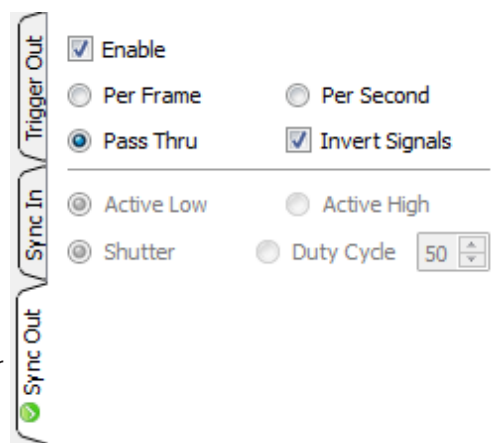 Trigger Out
Sync In
Sync Out
Enable
Per Frame Per Second
Pass Thru Invert Signals
Active Low Active High
Shutter Duty Cycle 50